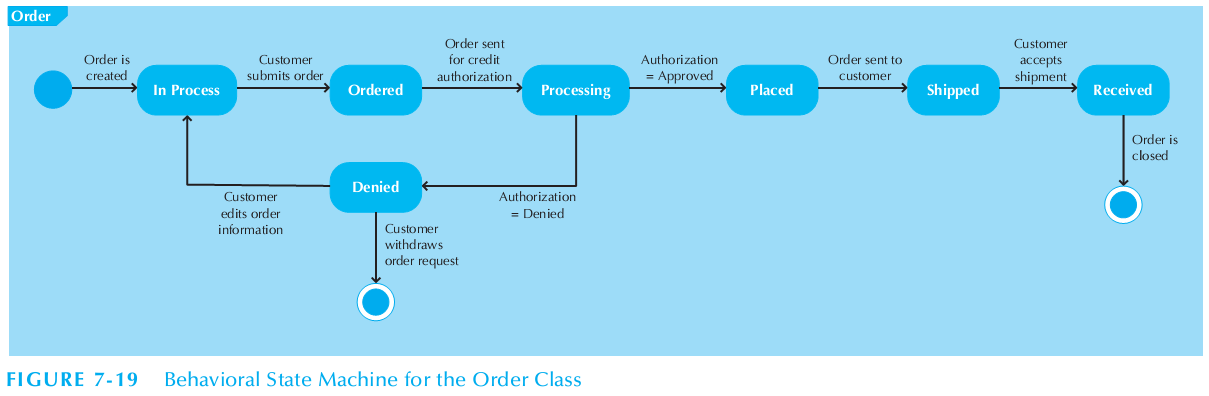 Order
Order is
created
In Process
Customer
submits order
Ordered
Order sent
for credit
authorization
Processing
Authorization
= Approved
Placed
Order sent to
customer
Shipped
Customer
accepts
shipment
Received
Order is
closed
Denied
Authorization
= Denied
Customer
edits order
information
Customer
withdraws
order request
FIGURE 7-19 Behavioral State Machine for the Order Class